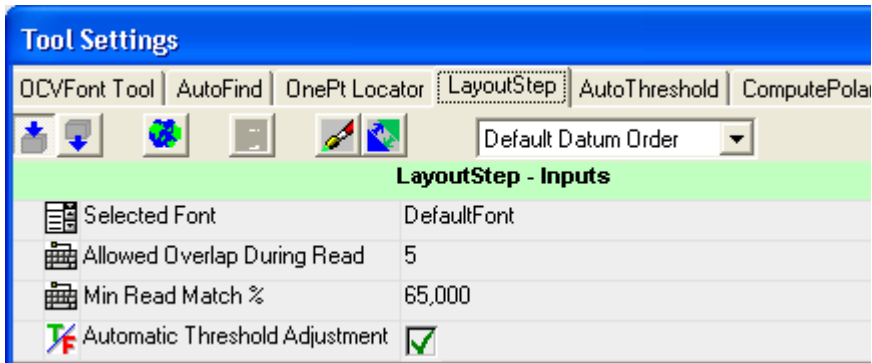 Tool Settings
OCVFont Tool AutoFind OnePt Locator LayoutStep AutoThreshold ComputePolar
Default Datum Order
LayoutStep - Inputs
Selected Font DefaultFont
Allowed Overlap During Read 5
Min Read Match % 65,000
T/F Automatic Threshold Adjustment